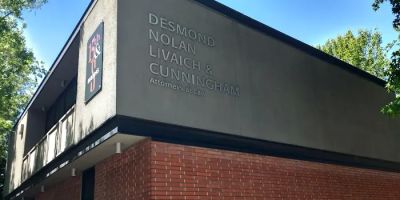 DESMOND
NOLAN
LIVAICH &
CUNNINGHAM
Attorneys at Law